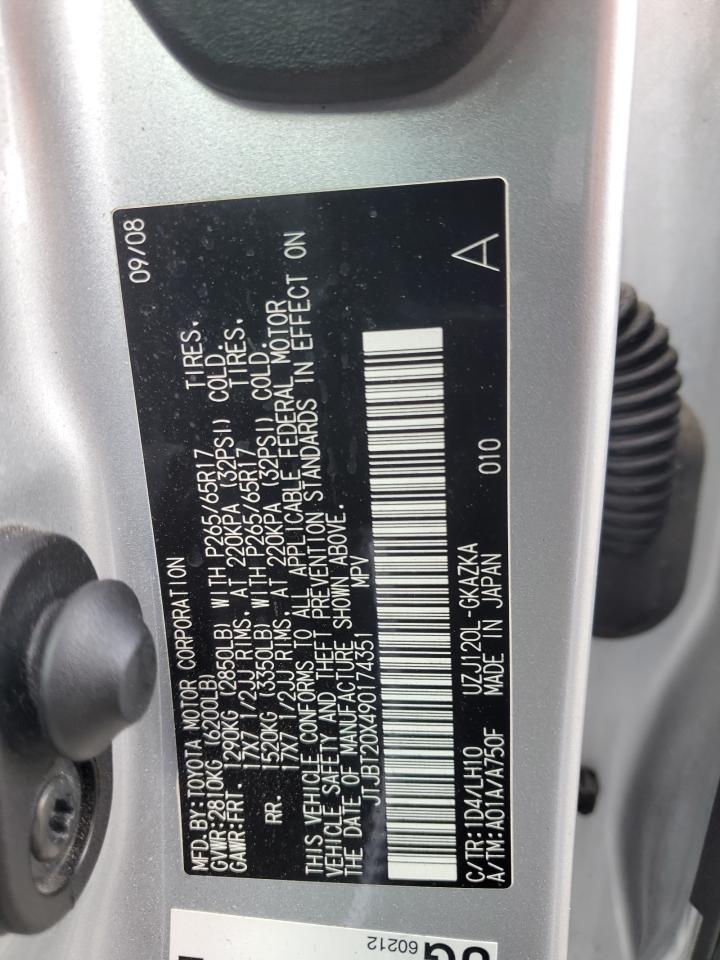 MFD. BY:TOYOTA MOTOR CORPORATION 09/08
GVWR:2810KG (6200LB)
GAWR:FRT. 1290KG (2850LB) WITH P265/65R17 TIRES.
17X7 1/2JJ RIMS. AT 220KPA (32PSI) COLD.
RR. 1520KG (3350LB) WITH P265/65R17 TIRES.
17X7 1/2JJ RIMS. AT 220KPA (32PSI) COLD.
THIS VEHICLE CONFORMS TO ALL APPLICABLE FEDERAL MOTOR
VEHICLE SAFETY AND THEFT PREVENTION STANDARDS IN EFFECT ON
THE DATE OF MANUFACTURE SHOWN ABOVE.
JTJBT20X490174351 MPV
C/TR:1D4/LH10 UZJ120L-GKAZKA 010 A
A/TM:A01A/A750F MADE IN JAPAN
60212